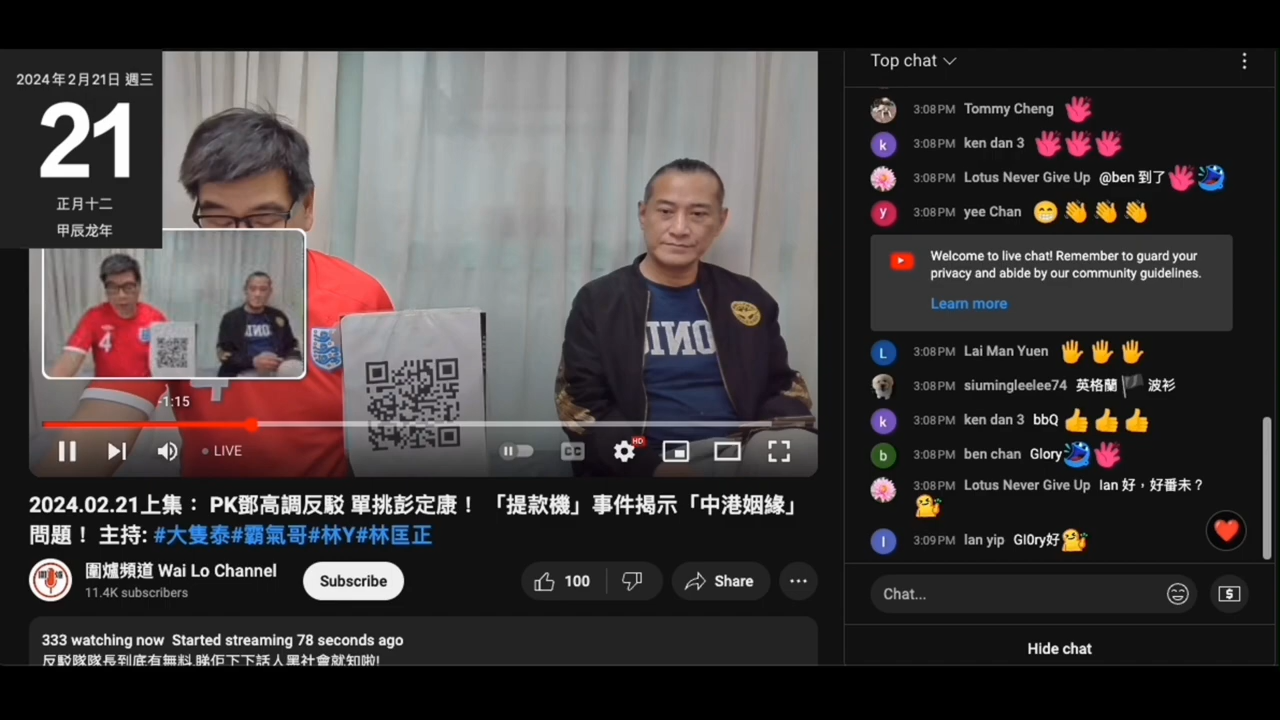 2024年2月21日 週三
21
正月十二
甲辰龙年
4
4
-1:15
LIVE
CC
HD
2024.02.21上集： PK鄧高調反駁 單挑彭定康！ 「提款機」事件揭示「中港姻緣」
問題！ 主持: #大隻泰#霸氣哥#林Y#林匡正
圍爐頻道 Wai Lo Channel
11.4K subscribers
Subscribe
100
Share
333 watching now Started streaming 78 seconds ago
反駁隊隊長到底有無料 睇佢下下話人黑社會就知啦!
Top chat
3:08PM Tommy Cheng
k 3:08PM ken dan 3
3:08PM Lotus Never Give Up @ben 到了
y 3:08PM yee Chan
Welcome to live chat! Remember to guard your
privacy and abide by our community guidelines.
Learn more
L 3:08PM Lai Man Yuen
3:08PM siumingleelee74 英格蘭🏴波衫
k 3:08PM ken dan 3 bbQ
b 3:08PM ben chan Glory
3:08PM Lotus Never Give Up Ian 好，好番未？
I 3:09PM Ian yip Gl0ry好
Chat...
Hide chat